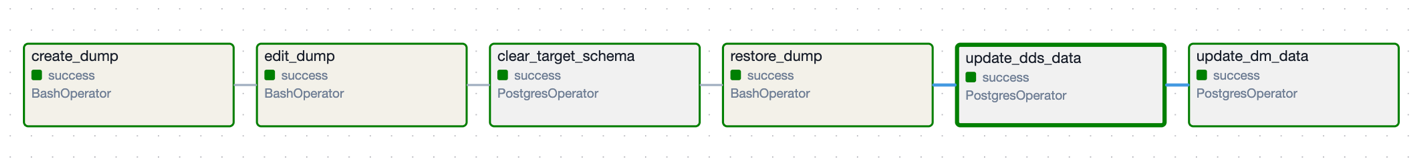 create_dump
success
BashOperator
edit_dump
success
BashOperator
clear_target_schema
success
PostgresOperator
restore_dump
success
BashOperator
update_dds_data
success
PostgresOperator
update_dm_data
success
PostgresOperator